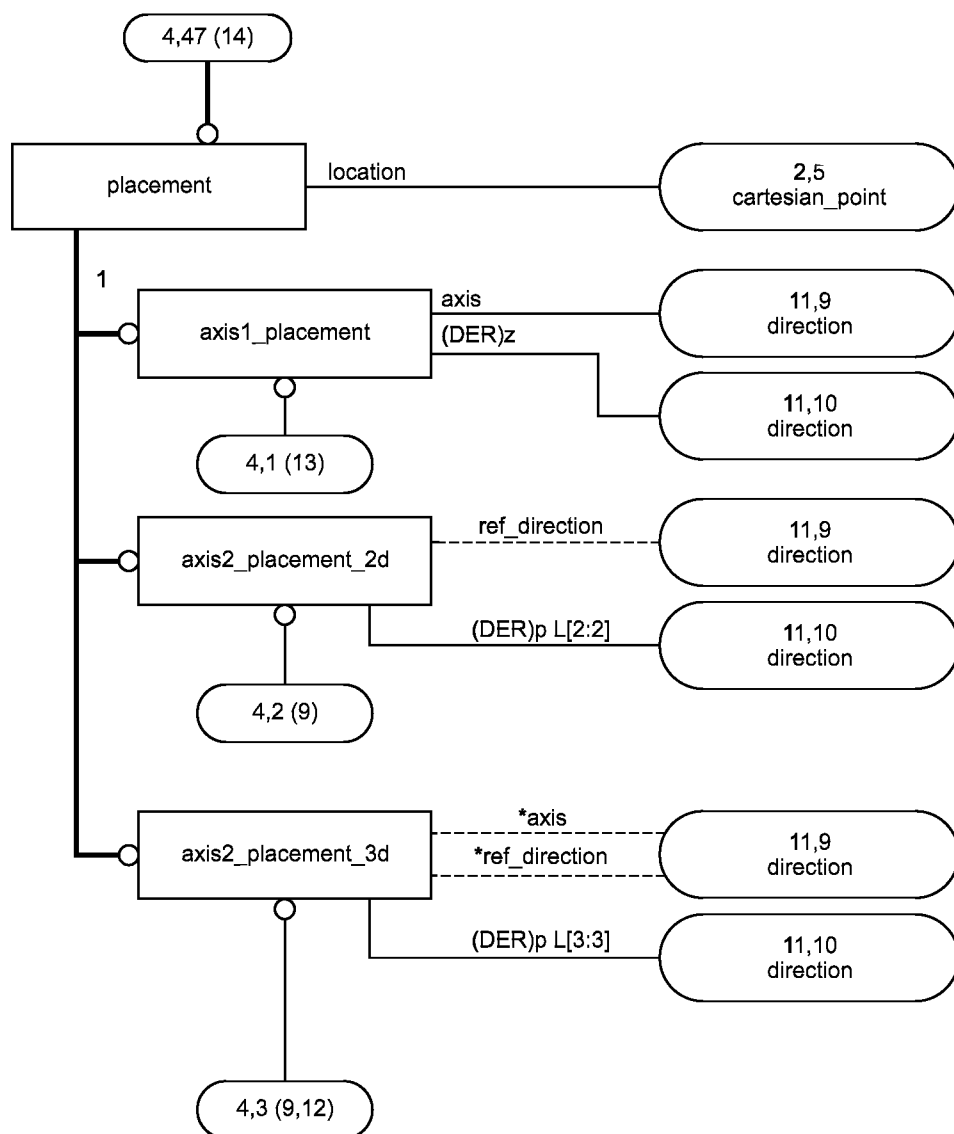 4,47 (14)
placement
location
2,5
cartesian_point
1
axis1_placement
axis
(DER)z
11,9
direction
11,10
direction
4,1 (13)
axis2_placement_2d
ref_direction
11,9
direction
(DER)p L[2:2]
11,10
direction
4,2 (9)
axis2_placement_3d
*axis
*ref_direction
11,9
direction
(DER)p L[3:3]
11,10
direction
4,3 (9,12)